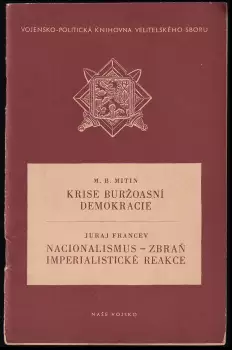 VOJENSKO-POLITICKÁ KNIHOVNA VELITELSKÉHO SBORU
M. B. MITIN
KRISE BURŽOASNÍ
DEMOKRACIE
JURAJ FRANCEV
NACIONALISMUS – ZBRAŇ
IMPERIALISTICKÉ REAKCE
NAŠE VOJSKO